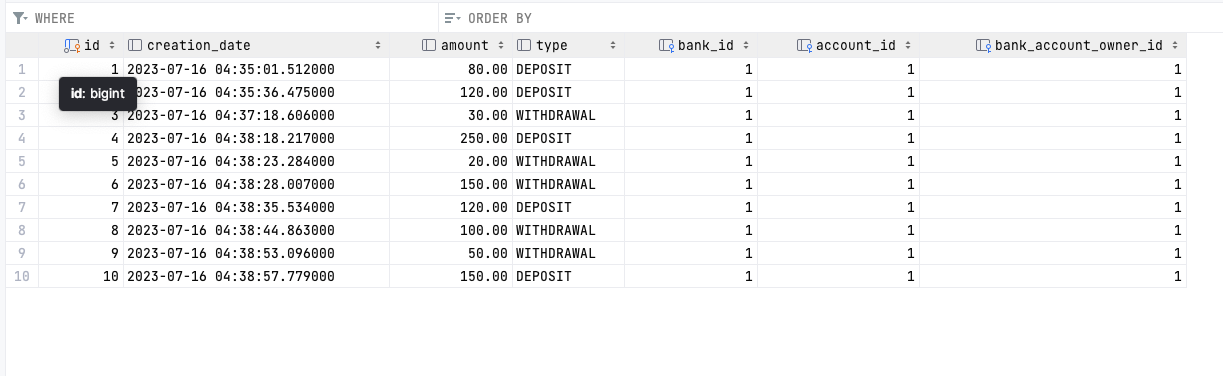 WHERE ORDER BY
id creation_date amount type bank_id account_id bank_account_owner_id
1 1 2023-07-16 04:35:01.512000 80.00 DEPOSIT 1 1 1
2 023-07-16 04:35:36.475000 120.00 DEPOSIT 1 1 1
id: bigint
3 3 023-07-16 04:37:18.606000 30.00 WITHDRAWAL 1 1 1
4 4 2023-07-16 04:38:18.217000 250.00 DEPOSIT 1 1 1
5 5 2023-07-16 04:38:23.284000 20.00 WITHDRAWAL 1 1 1
6 6 2023-07-16 04:38:28.007000 150.00 WITHDRAWAL 1 1 1
7 7 2023-07-16 04:38:35.534000 120.00 DEPOSIT 1 1 1
8 8 2023-07-16 04:38:44.863000 100.00 WITHDRAWAL 1 1 1
9 9 2023-07-16 04:38:53.096000 50.00 WITHDRAWAL 1 1 1
10 10 2023-07-16 04:38:57.779000 150.00 DEPOSIT 1 1 1